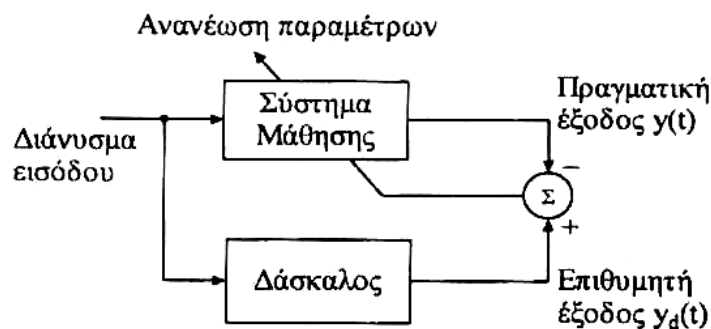 Ανανέωση παραμέτρων
Σύστημα
Μάθησης
Πραγματική
έξοδος y(t)
Διάνυσμα
εισόδου
−
Σ
+
Δάσκαλος
Επιθυμητή
έξοδος y_d(t)